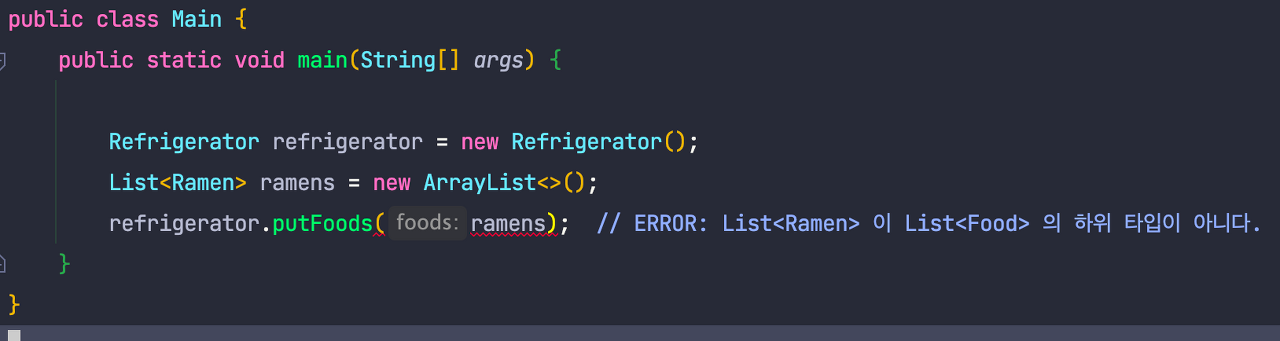 public class Main {
public static void main(String[] args) {
Refrigerator refrigerator = new Refrigerator();
List<Ramen> ramens = new ArrayList<>();
refrigerator.putFoods( foods: ramens);  // ERROR: List<Ramen> 이 List<Food> 의 하위 타입이 아니다.
}
}